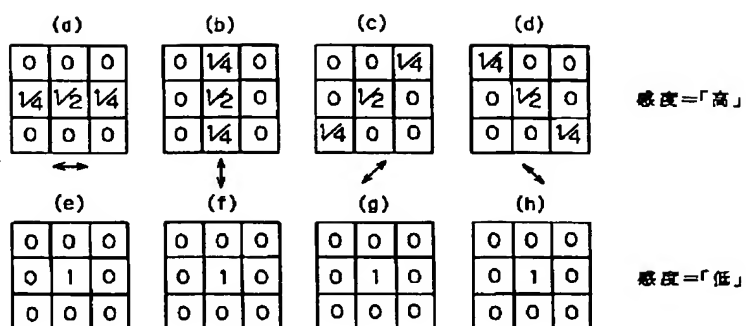 (a) (b) (c) (d)
0 0 0 0 1/4 0 0 0 1/4 1/4 0 0
1/4 1/2 1/4 0 1/2 0 0 1/2 0 0 1/2 0 感度=「高」
0 0 0 0 1/4 0 1/4 0 0 0 0 1/4
(e) (f) (g) (h)
0 0 0 0 0 0 0 0 0 0 0 0
0 1 0 0 1 0 0 1 0 0 1 0 感度=「低」
0 0 0 0 0 0 0 0 0 0 0 0